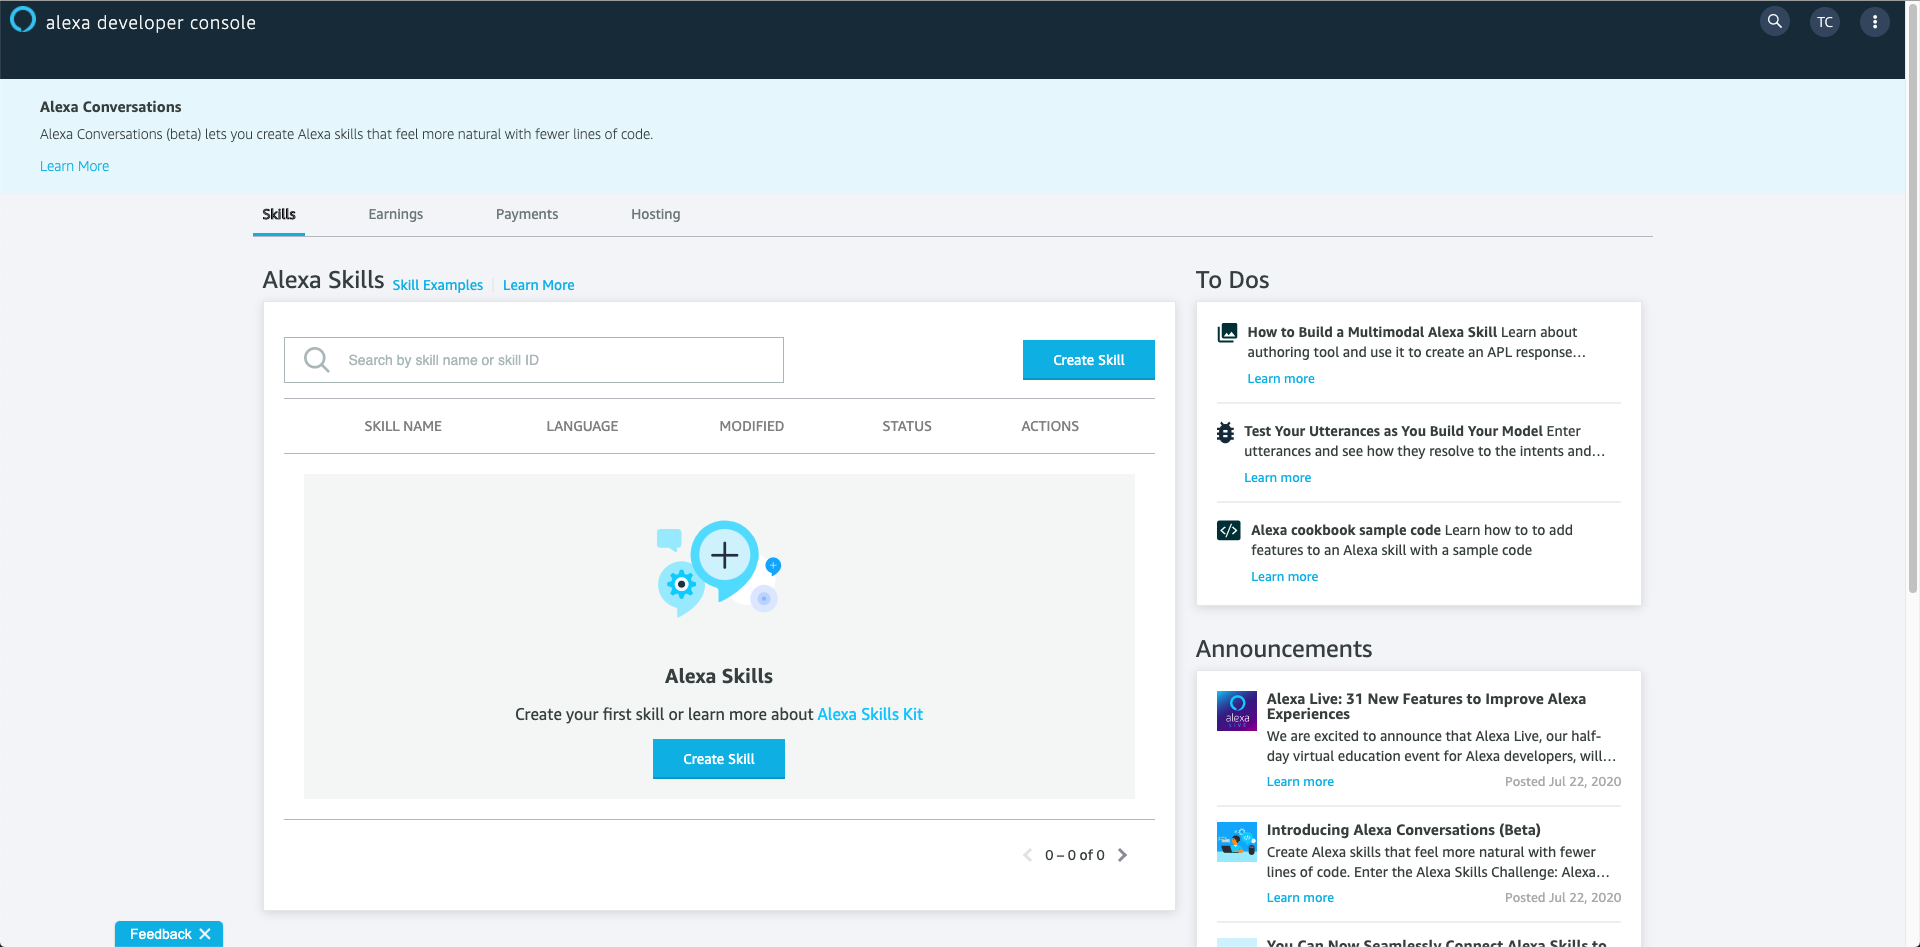 alexa developer console
TC
Alexa Conversations
Alexa Conversations (beta) lets you create Alexa skills that feel more natural with fewer lines of code.
Learn More
Skills Earnings Payments Hosting
Alexa Skills Skill Examples Learn More
Search by skill name or skill ID
Create Skill
SKILL NAME LANGUAGE MODIFIED STATUS ACTIONS
Alexa Skills
Create your first skill or learn more about Alexa Skills Kit
Create Skill
0 – 0 of 0
To Dos
How to Build a Multimodal Alexa Skill Learn about
authoring tool and use it to create an APL response…
Learn more
Test Your Utterances as You Build Your Model Enter
utterances and see how they resolve to the intents and…
Learn more
Alexa cookbook sample code Learn how to to add
features to an Alexa skill with a sample code
Learn more
Announcements
alexa
LIVE
Alexa Live: 31 New Features to Improve Alexa
Experiences
We are excited to announce that Alexa Live, our half-
day virtual education event for Alexa developers, will…
Learn more Posted Jul 22, 2020
Introducing Alexa Conversations (Beta)
Create Alexa skills that feel more natural with fewer
lines of code. Enter the Alexa Skills Challenge: Alexa…
Learn more Posted Jul 22, 2020
You Can Now Seamlessly Connect Alexa Skills to
Feedback